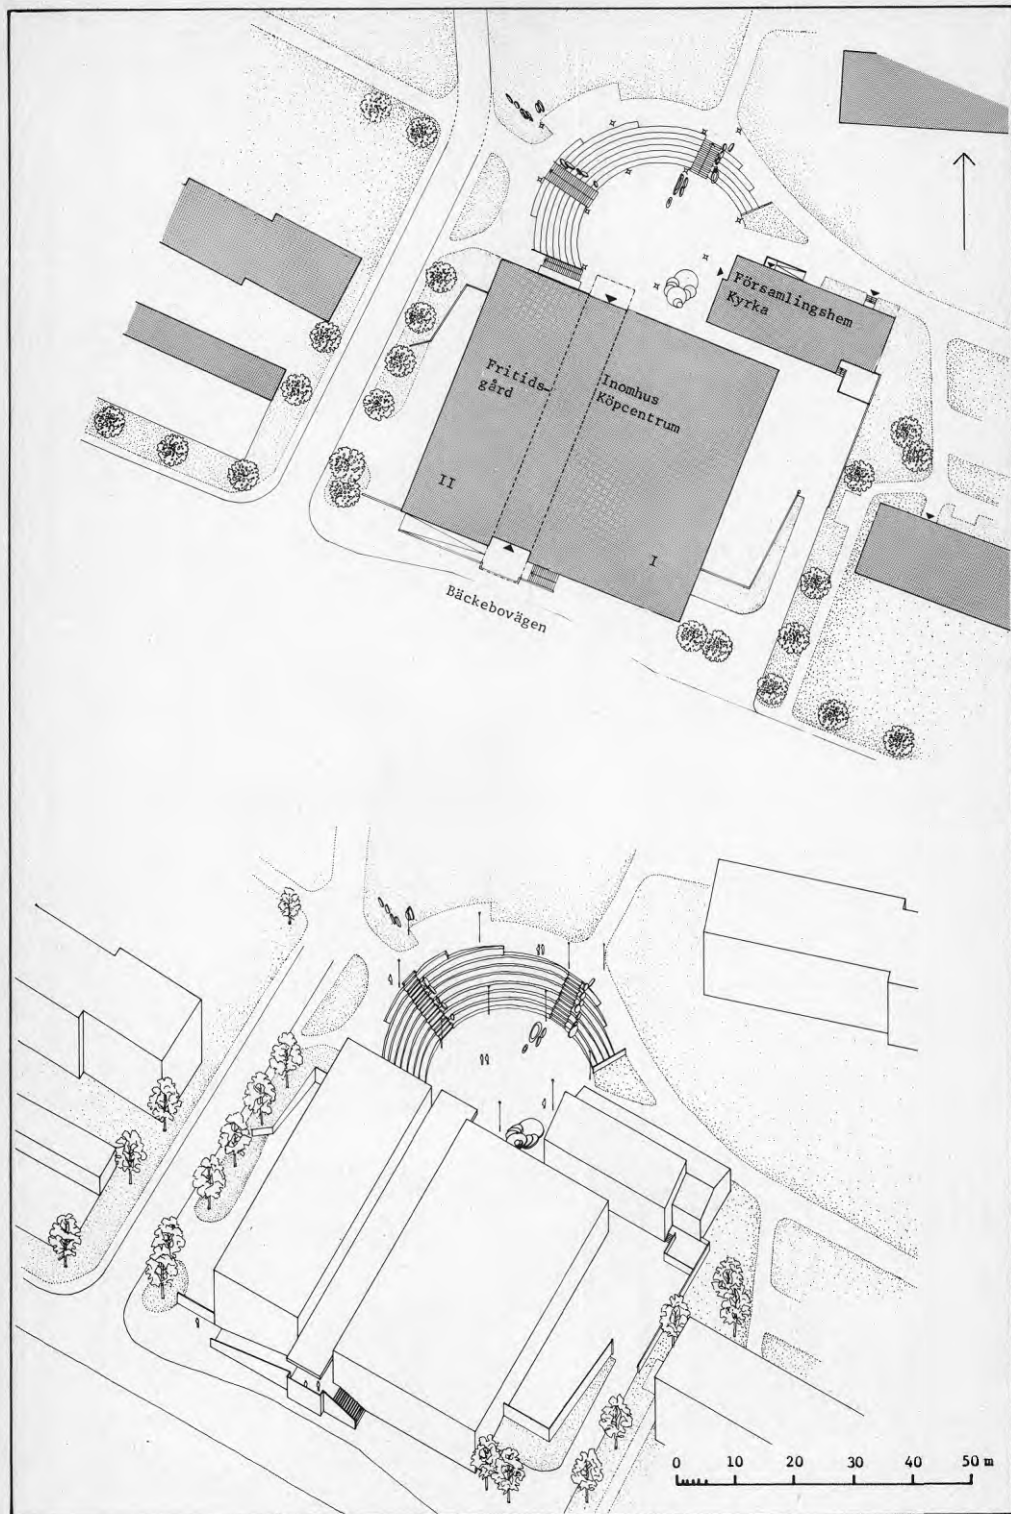 Församlingshem
Kyrka
Fritids-
gård
Inomhus
Köpcentrum
II
I
Bäckebovägen
0 10 20 30 40 50 m